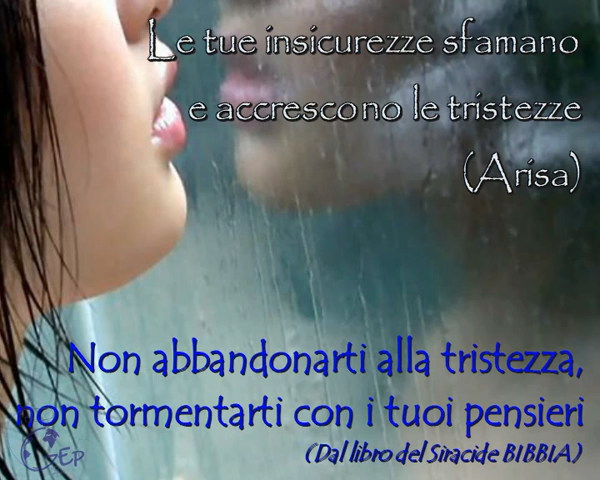 Le tue insicurezze sfamano
e accrescono le tristezze
(Arisa)
Non abbandonarti alla tristezza,
non tormentarti con i tuoi pensieri
(Dal libro del Siracide BIBBIA)
GEP